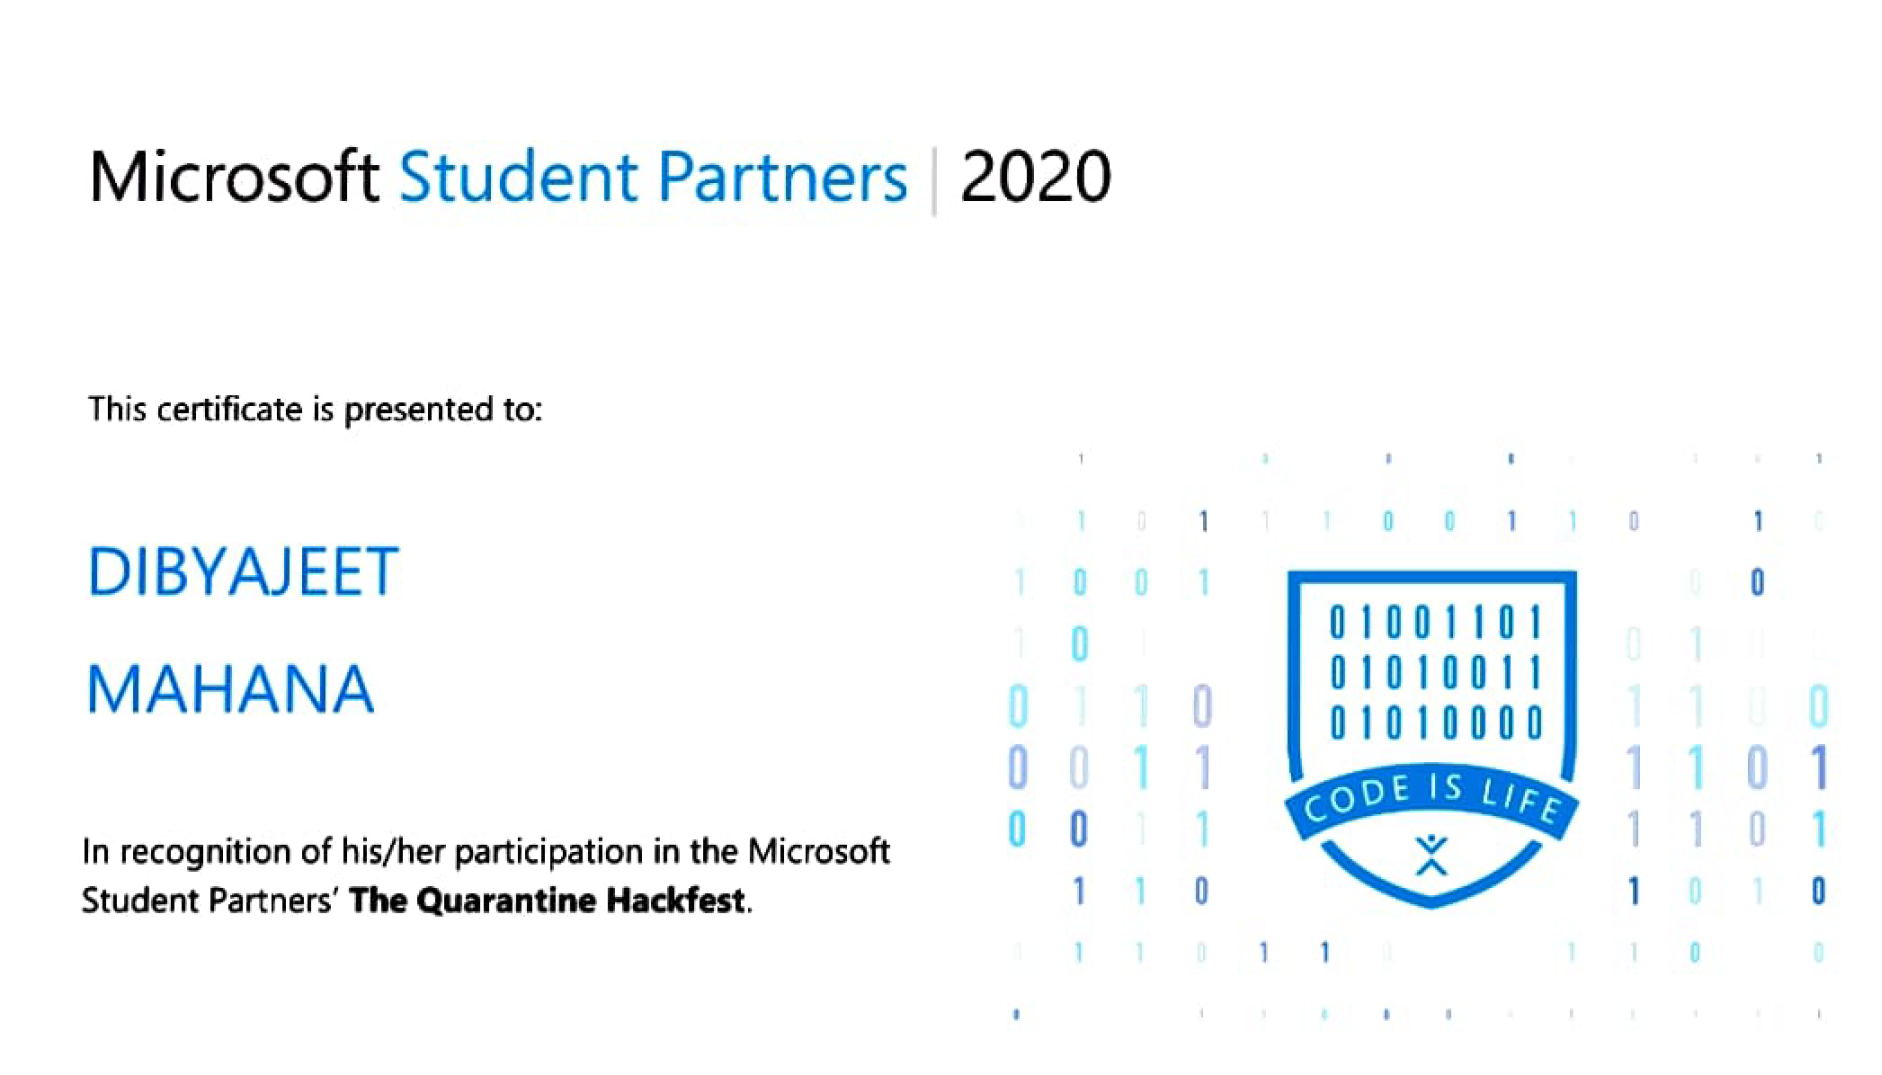 Microsoft Student Partners | 2020
This certificate is presented to:
DIBYAJEET
MAHANA
In recognition of his/her participation in the Microsoft
Student Partners' The Quarantine Hackfest.
01001101
01010011
01010000
CODE IS LIFE